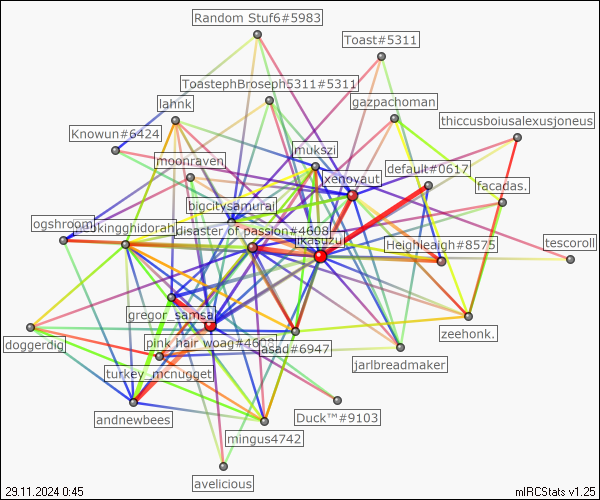 Random Stuf6#5983
Toast#5311
ToastephBroseph5311#5311
lahnk
gazpachoman
thiccusboiusalexusjoneus
Knowun#6424
mukszi
moonraven
default#0617
xenovaut
facadas.
bigcitysamurai
ogshroom
kingghidorah
disaster of passion#4608
ikasuzu
Heighleaigh#8575
tescoroll
gregor_samsa
zeehonk.
doggerdig
pink hair woag#4608
asad#6947
jarlbreadmaker
turkey_mcnugget
andnewbees
Duck™#9103
mingus4742
avelicious
29.11.2024 0:45
mIRCStats v1.25